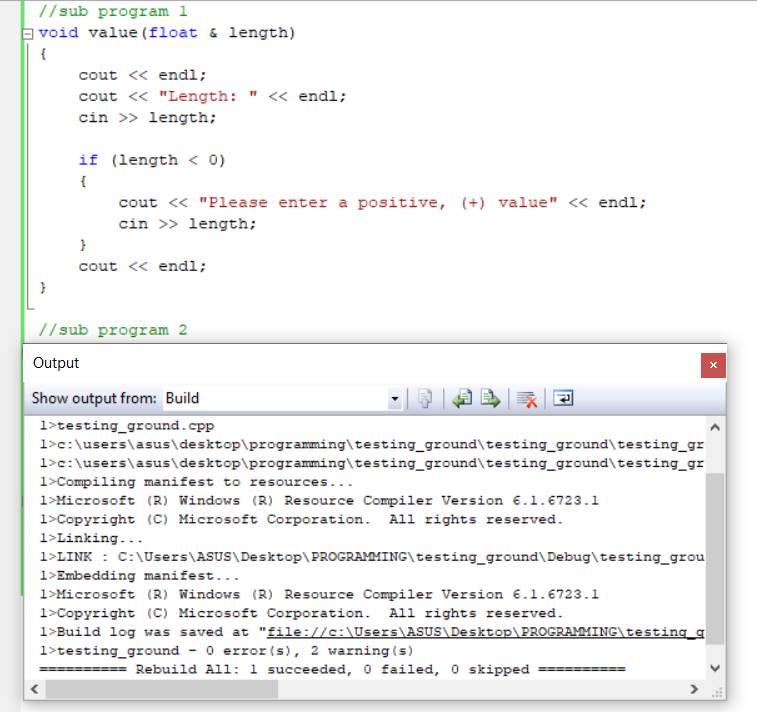 //sub program 1
void value(float & length)
{
cout << endl;
cout << "Length: " << endl;
cin >> length;
if (length < 0)
{
cout << "Please enter a positive, (+) value" << endl;
cin >> length;
}
cout << endl;
}
//sub program 2
Output
Show output from: Build
1>testing_ground.cpp
1>c:\users\asus\desktop\programming\testing_ground\testing_ground\testing_gr
1>c:\users\asus\desktop\programming\testing_ground\testing_ground\testing_gr
1>Compiling manifest to resources...
1>Microsoft (R) Windows (R) Resource Compiler Version 6.1.6723.1
1>Copyright (C) Microsoft Corporation.  All rights reserved.
1>Linking...
1>LINK : C:\Users\ASUS\Desktop\PROGRAMMING\testing_ground\Debug\testing_grou
1>Embedding manifest...
1>Microsoft (R) Windows (R) Resource Compiler Version 6.1.6723.1
1>Copyright (C) Microsoft Corporation.  All rights reserved.
1>Build log was saved at "file://c:\Users\ASUS\Desktop\PROGRAMMING\testing_g
1>testing_ground - 0 error(s), 2 warning(s)
========== Rebuild All: 1 succeeded, 0 failed, 0 skipped ==========